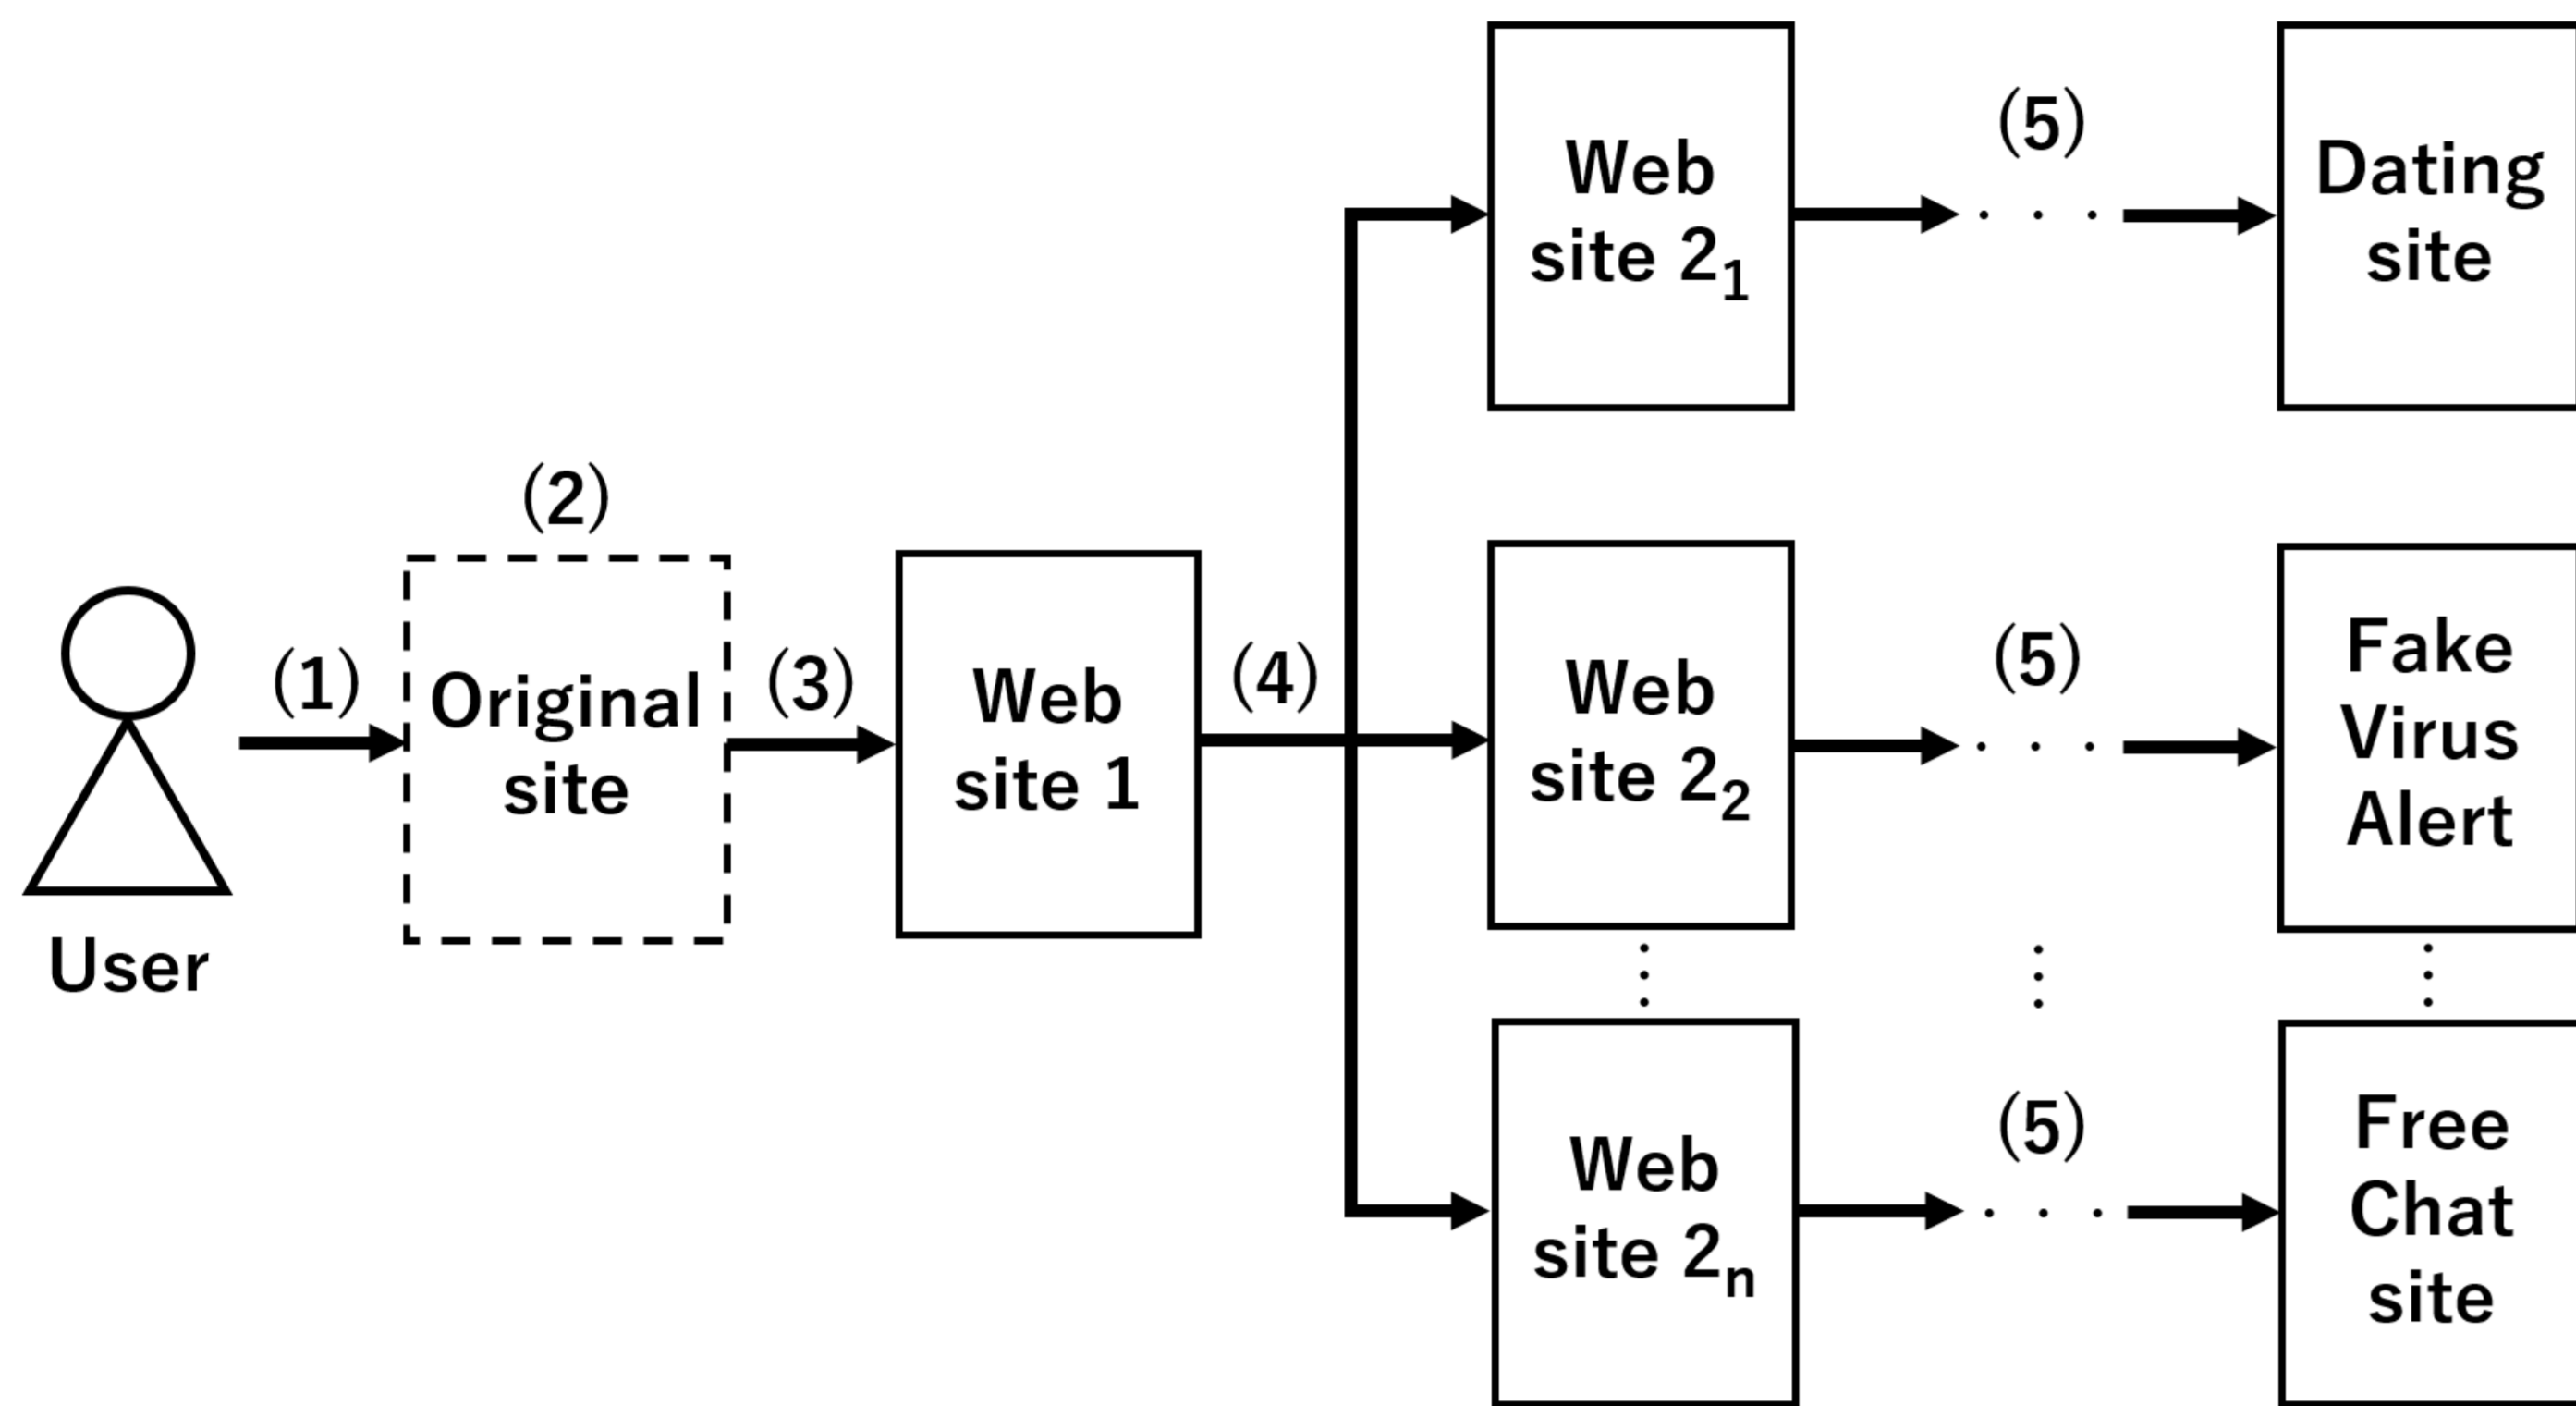 (1)
User
(2)
Original
site
(3)
Web
site 1
(4)
Web
site 2₁
(5)
Dating
site
Web
site 2₂
(5)
Fake
Virus
Alert
Web
site 2ₙ
(5)
Free
Chat
site